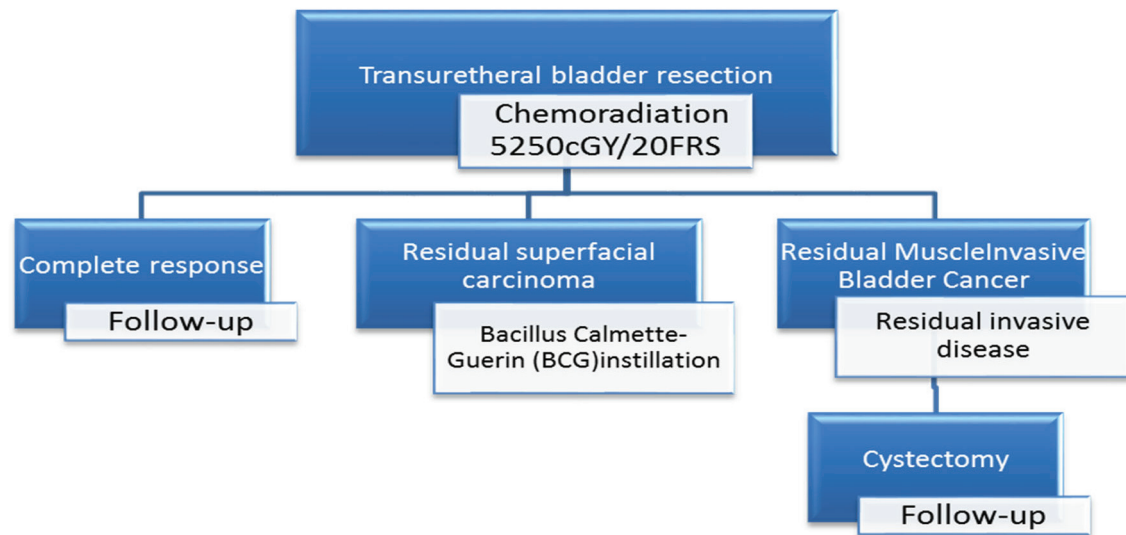 Transuretheral bladder resection
Chemoradiation
5250cGY/20FRS
Complete response
Follow-up
Residual superfacial
carcinoma
Bacillus Calmette-
Guerin (BCG)instillation
Residual MuscleInvasive
Bladder Cancer
Residual invasive
disease
Cystectomy
Follow-up